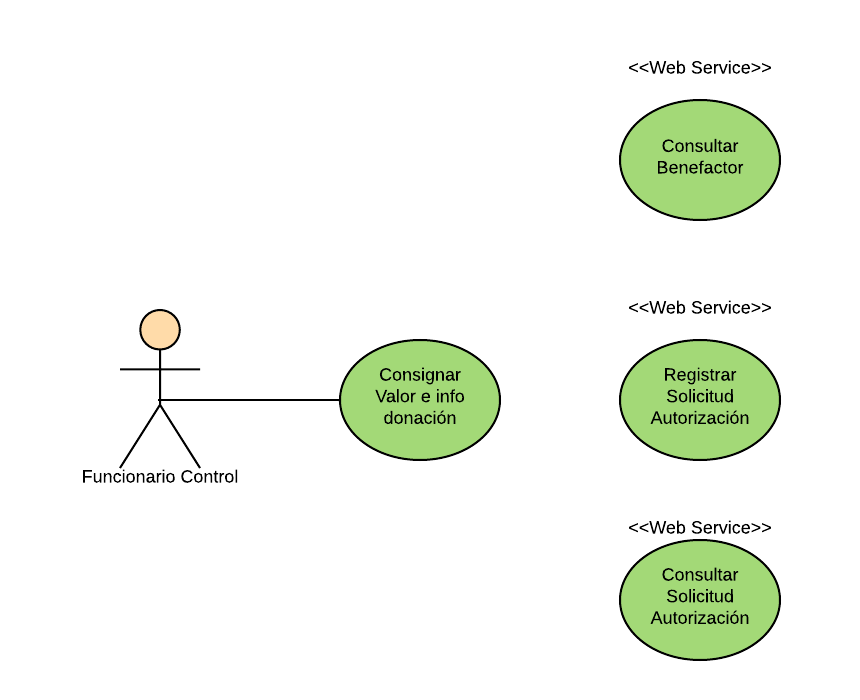 <<Web Service>>
Consultar
Benefactor
<<Web Service>>
Consignar
Valor e info
donación
Registrar
Solicitud
Autorización
Funcionario Control
<<Web Service>>
Consultar
Solicitud
Autorización